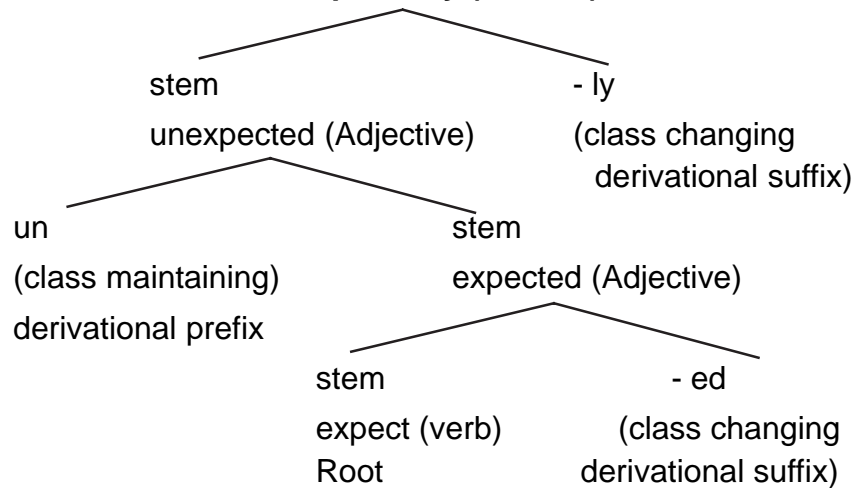 stem - ly
unexpected (Adjective) (class changing
derivational suffix)
un stem
(class maintaining) expected (Adjective)
derivational prefix
stem - ed
expect (verb) (class changing
Root derivational suffix)